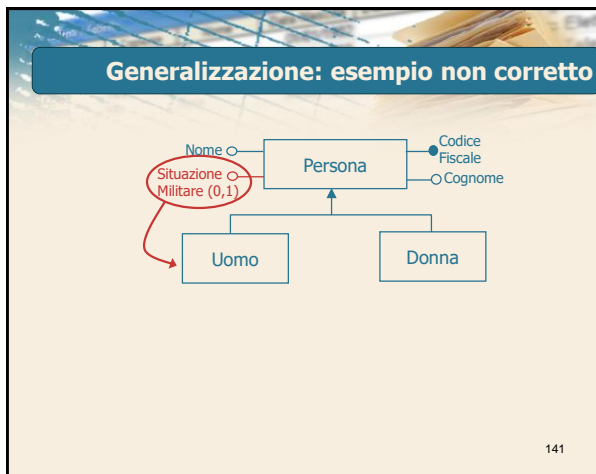 Generalizzazione: esempio non corretto
Nome
Situazione
Militare (0,1)
Persona
Codice
Fiscale
Cognome
Uomo
Donna
141